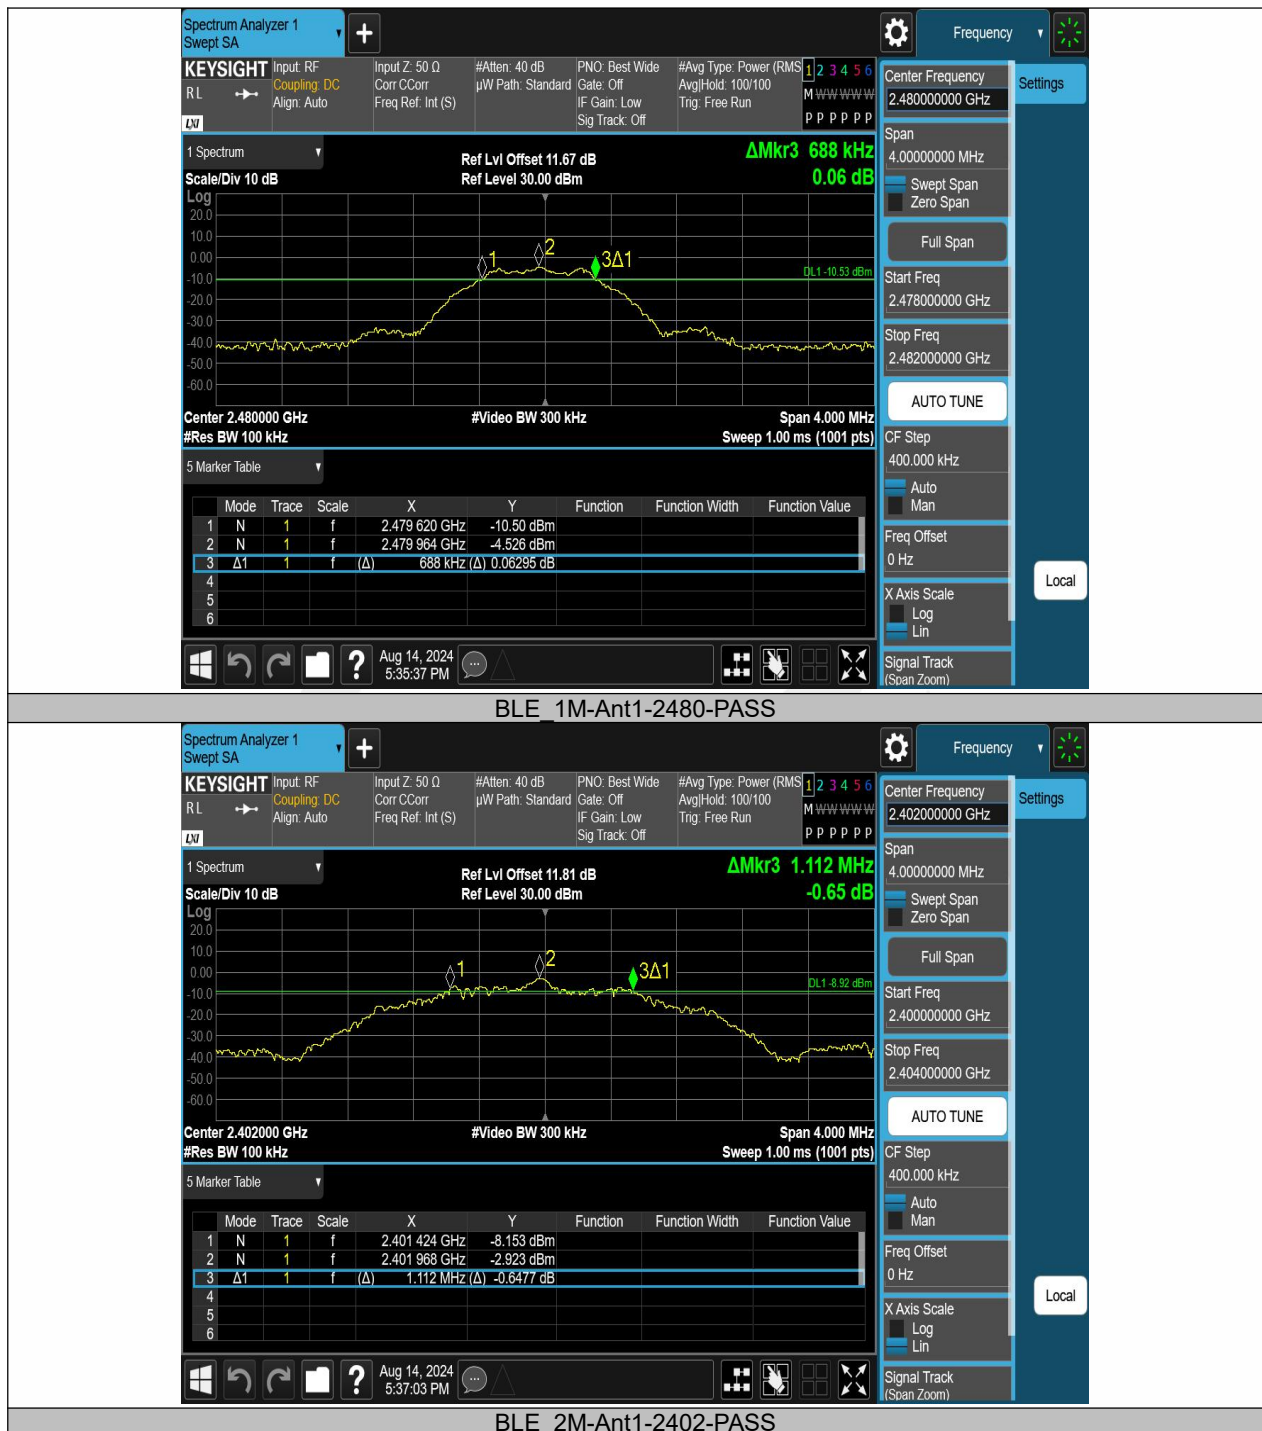 Spectrum Analyzer 1
Swept SA
+
Frequency
KEYSIGHT
RL
LXI
Input: RF
Coupling: DC
Align: Auto
Input Z: 50 Ω
Corr CCorr
Freq Ref: Int (S)
#Atten: 40 dB
µW Path: Standard
PNO: Best Wide
Gate: Off
IF Gain: Low
Sig Track: Off
#Avg Type: Power (RMS
Avg|Hold: 100/100
Trig: Free Run
1 2 3 4 5 6
M W W W W W
P P P P P P
1 Spectrum
Scale/Div 10 dB
Ref Lvl Offset 11.67 dB
Ref Level 30.00 dBm
ΔMkr3 688 kHz
0.06 dB
Log
20.0
10.0
0.00
-10.0
-20.0
-30.0
-40.0
-50.0
-60.0
1
2
3Δ1
DL1 -10.53 dBm
Center 2.480000 GHz
#Video BW 300 kHz
Span 4.000 MHz
#Res BW 100 kHz
Sweep 1.00 ms (1001 pts)
5 Marker Table
Mode Trace Scale X Y Function Function Width Function Value
1 N 1 f 2.479 620 GHz -10.50 dBm
2 N 1 f 2.479 964 GHz -4.526 dBm
3 Δ1 1 f (Δ) 688 kHz (Δ) 0.06295 dB
4
5
6
?
Aug 14, 2024
5:35:37 PM
Center Frequency
2.480000000 GHz
Settings
Span
4.00000000 MHz
Swept Span
Zero Span
Full Span
Start Freq
2.478000000 GHz
Stop Freq
2.482000000 GHz
AUTO TUNE
CF Step
400.000 kHz
Auto
Man
Freq Offset
0 Hz
Local
X Axis Scale
Log
Lin
Signal Track
(Span Zoom)
BLE_1M-Ant1-2480-PASS
Spectrum Analyzer 1
Swept SA
+
Frequency
KEYSIGHT
RL
LXI
Input: RF
Coupling: DC
Align: Auto
Input Z: 50 Ω
Corr CCorr
Freq Ref: Int (S)
#Atten: 40 dB
µW Path: Standard
PNO: Best Wide
Gate: Off
IF Gain: Low
Sig Track: Off
#Avg Type: Power (RMS
Avg|Hold: 100/100
Trig: Free Run
1 2 3 4 5 6
M W W W W W
P P P P P P
1 Spectrum
Scale/Div 10 dB
Ref Lvl Offset 11.81 dB
Ref Level 30.00 dBm
ΔMkr3 1.112 MHz
-0.65 dB
Log
20.0
10.0
0.00
-10.0
-20.0
-30.0
-40.0
-50.0
-60.0
1
2
3Δ1
DL1 -8.92 dBm
Center 2.402000 GHz
#Video BW 300 kHz
Span 4.000 MHz
#Res BW 100 kHz
Sweep 1.00 ms (1001 pts)
5 Marker Table
Mode Trace Scale X Y Function Function Width Function Value
1 N 1 f 2.401 424 GHz -8.153 dBm
2 N 1 f 2.401 968 GHz -2.923 dBm
3 Δ1 1 f (Δ) 1.112 MHz (Δ) -0.6477 dB
4
5
6
?
Aug 14, 2024
5:37:03 PM
Center Frequency
2.402000000 GHz
Settings
Span
4.00000000 MHz
Swept Span
Zero Span
Full Span
Start Freq
2.400000000 GHz
Stop Freq
2.404000000 GHz
AUTO TUNE
CF Step
400.000 kHz
Auto
Man
Freq Offset
0 Hz
Local
X Axis Scale
Log
Lin
Signal Track
(Span Zoom)
BLE_2M-Ant1-2402-PASS